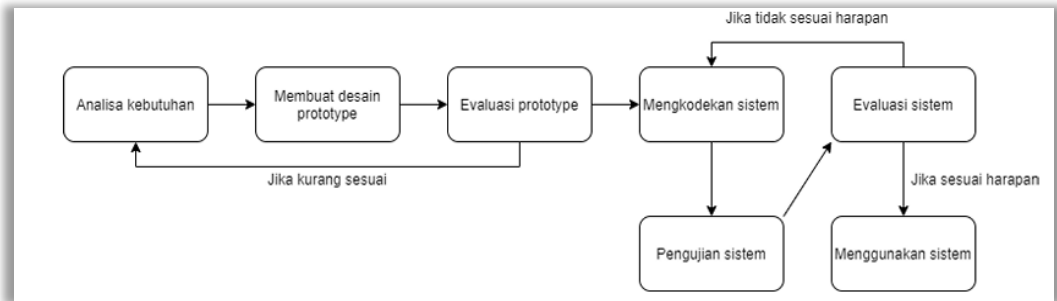 Jika tidak sesuai harapan
Analisa kebutuhan
Membuat desain
prototype
Evaluasi prototype
Mengkodekan sistem
Evaluasi sistem
Jika kurang sesuai
Jika sesuai harapan
Pengujian sistem
Menggunakan sistem